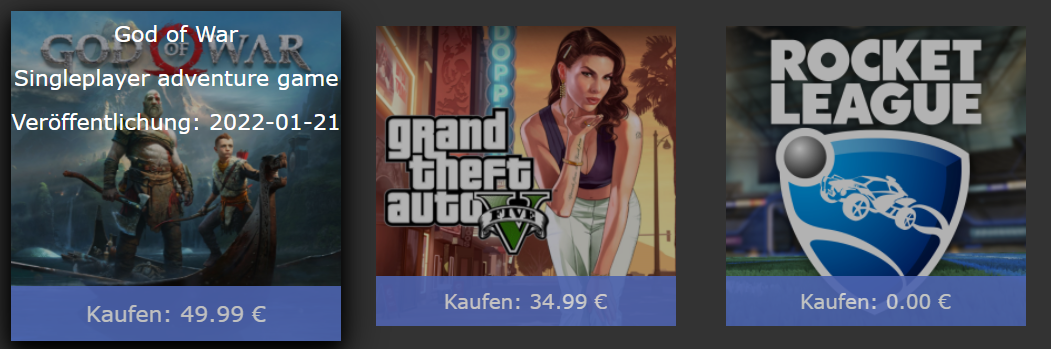 God of War
GOD OF WAR
Singleplayer adventure game
Veröffentlichung: 2022-01-21
Kaufen: 49.99 €
DOPP
grand
theft
auto
FIVE
V
Kaufen: 34.99 €
ROCKET
LEAGUE
Kaufen: 0.00 €